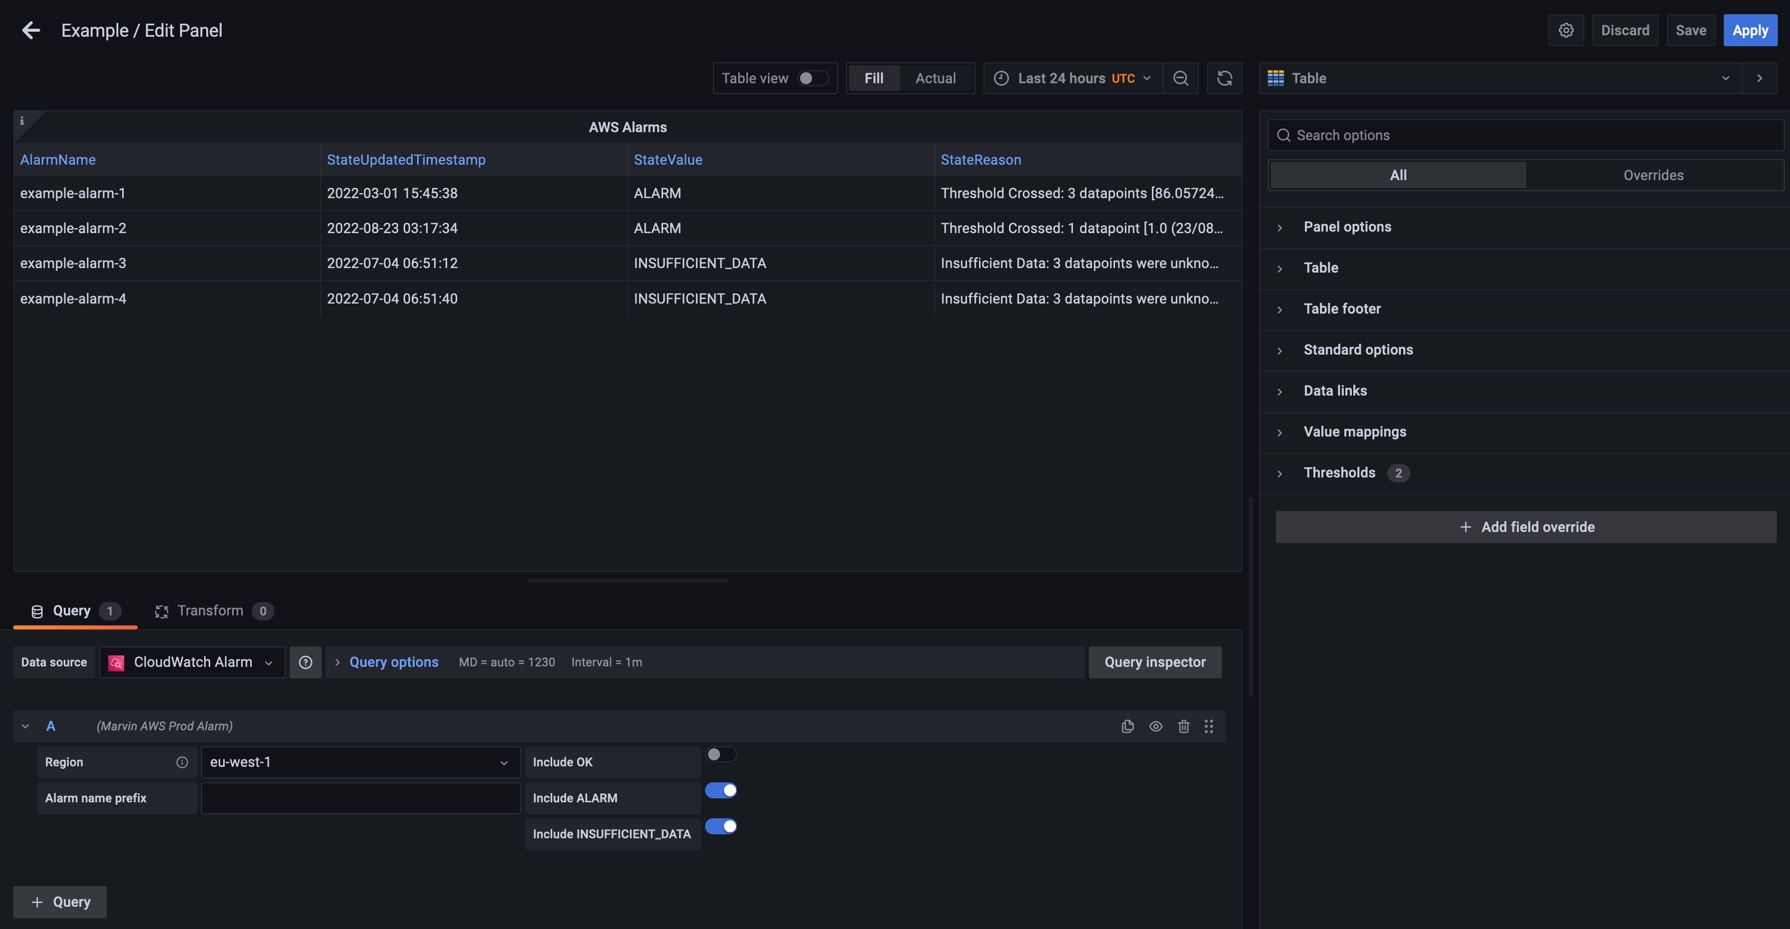 Example / Edit Panel
Discard
Save
Apply
Table view
Fill
Actual
Last 24 hours UTC
Table
i
AWS Alarms
AlarmName StateUpdatedTimestamp StateValue StateReason
example-alarm-1 2022-03-01 15:45:38 ALARM Threshold Crossed: 3 datapoints [86.05724...
example-alarm-2 2022-08-23 03:17:34 ALARM Threshold Crossed: 1 datapoint [1.0 (23/08...
example-alarm-3 2022-07-04 06:51:12 INSUFFICIENT_DATA Insufficient Data: 3 datapoints were unkno...
example-alarm-4 2022-07-04 06:51:40 INSUFFICIENT_DATA Insufficient Data: 3 datapoints were unkno...
Search options
All
Overrides
Panel options
Table
Table footer
Standard options
Data links
Value mappings
Thresholds 2
+ Add field override
Query 1
Transform 0
Data source
CloudWatch Alarm
Query options MD = auto = 1230 Interval = 1m
Query inspector
A (Marvin AWS Prod Alarm)
Region eu-west-1 Include OK
Alarm name prefix Include ALARM
Include INSUFFICIENT_DATA
+ Query